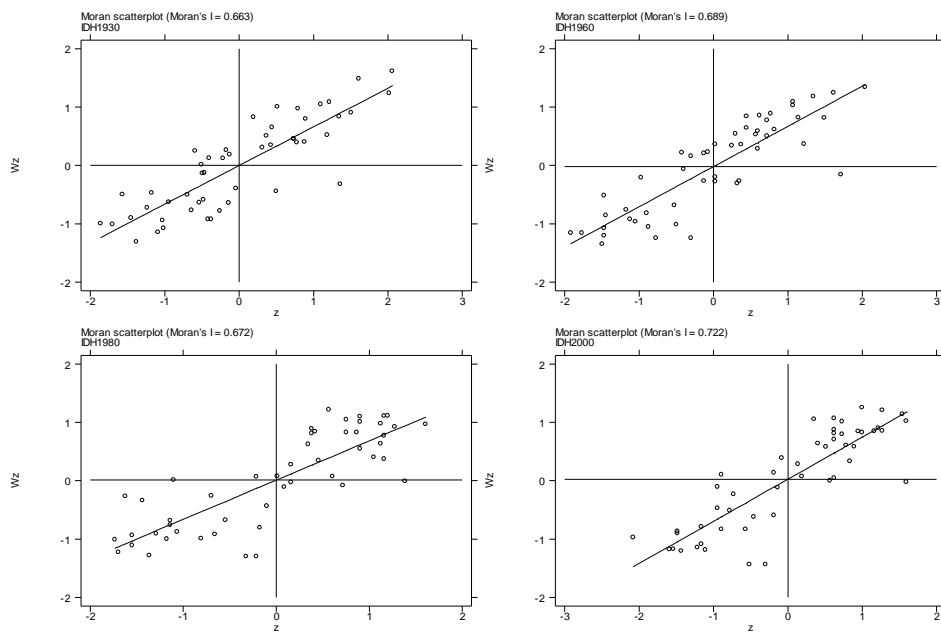 Moran scatterplot (Moran's I = 0.663)
IDH1930
2
1
0
-1
-2
Wz
-2
-1
0
1
2
3
z
Moran scatterplot (Moran's I = 0.689)
IDH1960
2
1
0
-1
-2
Wz
-2
-1
0
1
2
3
z
Moran scatterplot (Moran's I = 0.672)
IDH1980
2
1
0
-1
-2
Wz
-2
-1
0
1
2
z
Moran scatterplot (Moran's I = 0.722)
IDH2000
2
1
0
-1
-2
Wz
-3
-2
-1
0
1
2
z